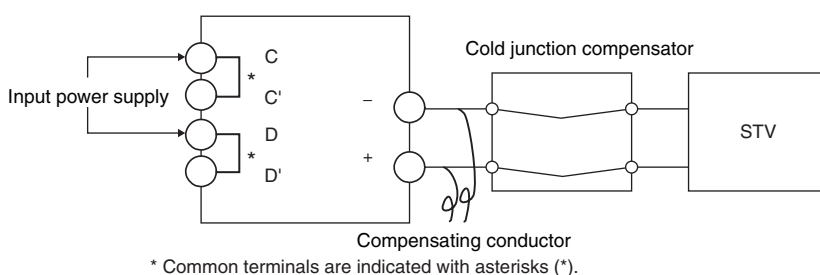 Cold junction compensator
C
*
Input power supply
C'
–
D
STV
*
+
D'
Compensating conductor
* Common terminals are indicated with asterisks (*).